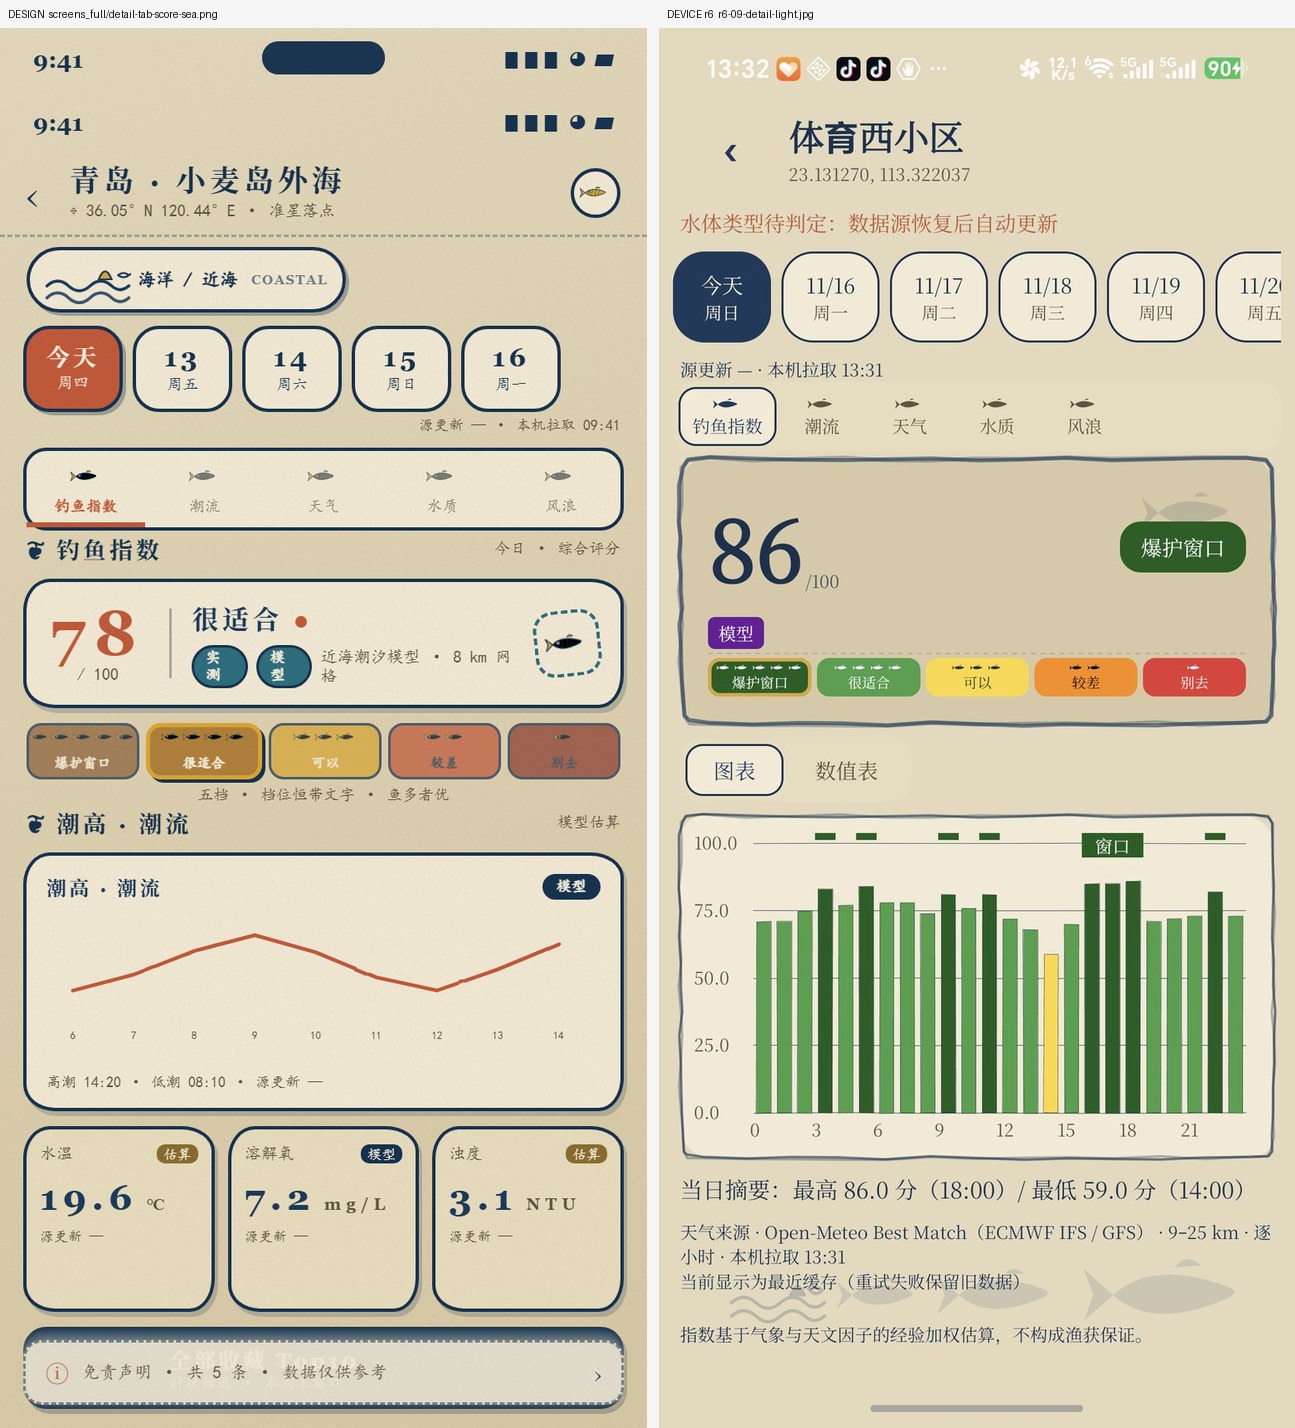 DESIGN screens_full/detail-tab-score-sea.png
9:41
9:41
青岛 · 小麦岛外海
⌖ 36.05° N 120.44° E • 准星落点
海洋 / 近海 COASTAL
今天 周四
13 周五
14 周六
15 周日
16 周一
源更新 — • 本机拉取 09:41
钓鱼指数 潮流 天气 水质 风浪
钓鱼指数
今日 • 综合评分
78 / 100
很适合
实测 模型 近海潮汐模型 • 8 km 网格
爆护窗口 很适合 可以 较差 别去
五档 • 档位恒带文字 • 鱼多者优
潮高 · 潮流
模型估算
潮高 · 潮流
模型
6 7 8 9 10 11 12 13 14
高潮 14:20 • 低潮 08:10 • 源更新 —
水温 估算
19.6 ℃
源更新 —
溶解氧 模型
7.2 mg/L
源更新 —
浊度 估算
3.1 NTU
源更新 —
全部收藏 Top10
免责声明 • 共 5 条 • 数据仅供参考
DEVICE r6 r6-09-detail-light.jpg
13:32 ··· 12.1 K/s 6 5G 5G 90
体育西小区
23.131270, 113.322037
水体类型待判定：数据源恢复后自动更新
今天 周日
11/16 周一
11/17 周二
11/18 周三
11/19 周四
11/20 周五
源更新 — · 本机拉取 13:31
钓鱼指数 潮流 天气 水质 风浪
86 /100
爆护窗口
模型
爆护窗口 很适合 可以 较差 别去
图表 数值表
窗口
100.0
75.0
50.0
25.0
0.0
0 3 6 9 12 15 18 21
当日摘要：最高 86.0 分（18:00）/ 最低 59.0 分（14:00）
天气来源 · Open-Meteo Best Match（ECMWF IFS / GFS） · 9–25 km · 逐
小时 · 本机拉取 13:31
当前显示为最近缓存（重试失败保留旧数据）
指数基于气象与天文因子的经验加权估算，不构成渔获保证。